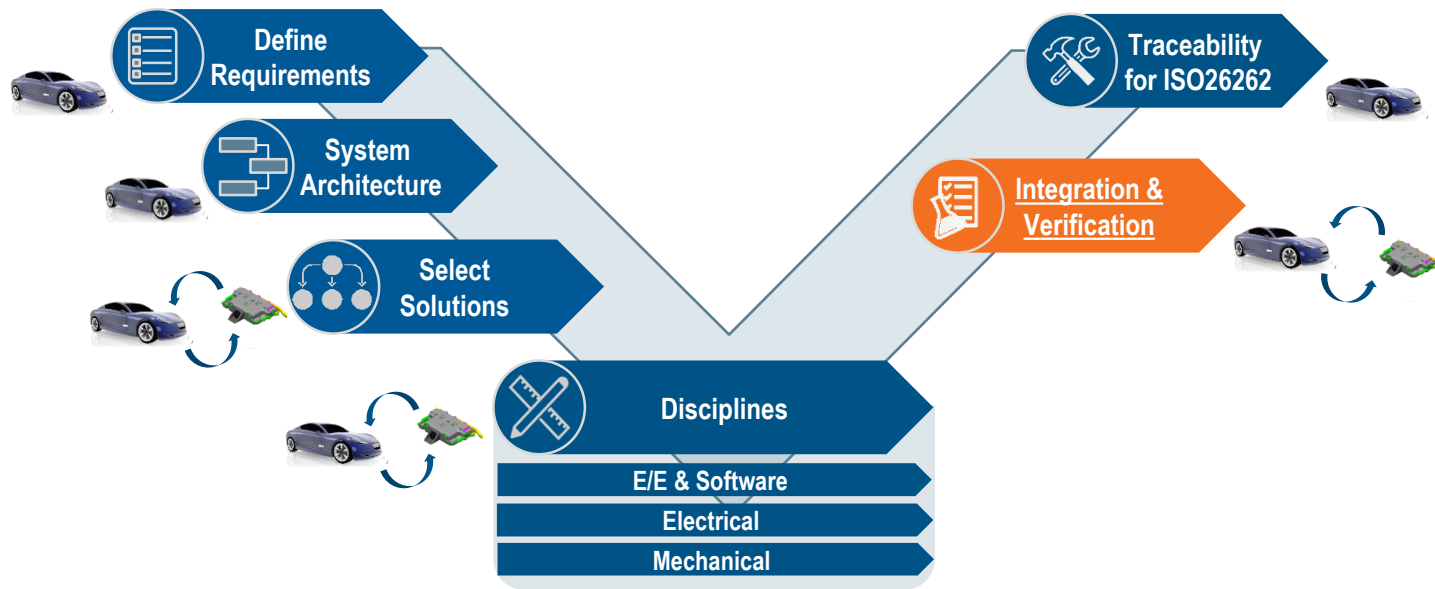 Define
Requirements
System
Architecture
Select
Solutions
Disciplines
E/E & Software
Electrical
Mechanical
Integration &
Verification
Traceability
for ISO26262